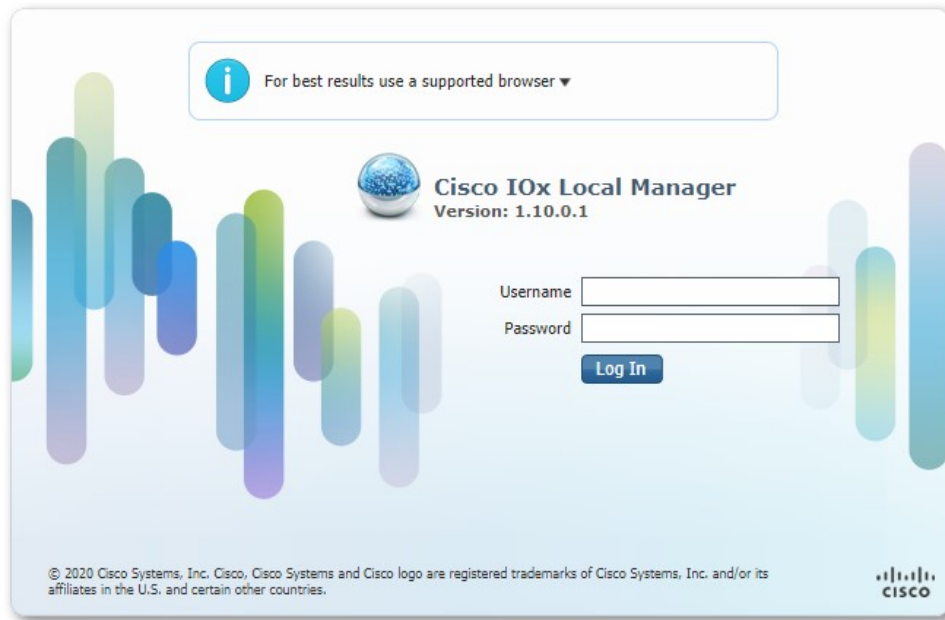 For best results use a supported browser
Cisco IOx Local Manager
Version: 1.10.0.1
Username
Password
Log In
© 2020 Cisco Systems, Inc. Cisco, Cisco Systems and Cisco logo are registered trademarks of Cisco Systems, Inc. and/or its
affiliates in the U.S. and certain other countries.
CISCO